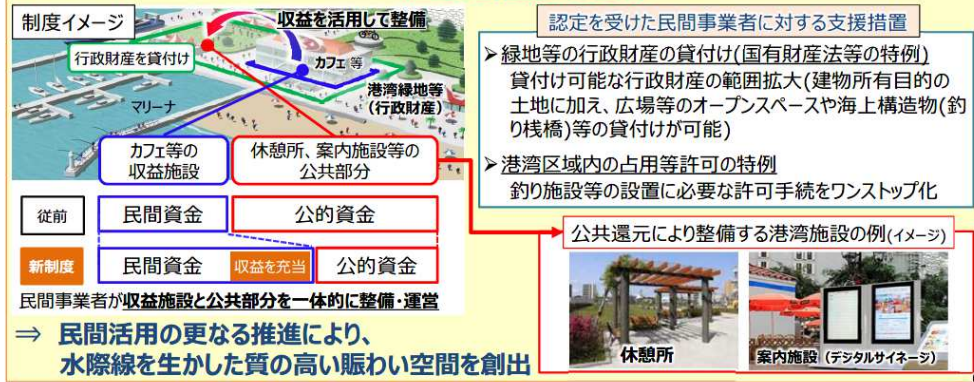 制度イメージ
収益を活用して整備
行政財産を貸付け
カフェ 等
港湾緑地等
(行政財産)
マリーナ
カフェ等の
収益施設
休憩所、案内施設等の
公共部分
従前
民間資金
公的資金
新制度
民間資金
収益を充当
公的資金
民間事業者が収益施設と公共部分を一体的に整備・運営
⇒ 民間活用の更なる推進により、
水際線を生かした質の高い賑わい空間を創出
認定を受けた民間事業者に対する支援措置
➢緑地等の行政財産の貸付け(国有財産法等の特例)
貸付け可能な行政財産の範囲拡大(建物所有目的の
土地に加え、広場等のオープンスペースや海上構造物(釣
り桟橋)等の貸付けが可能)
➢港湾区域内の占用等許可の特例
釣り施設等の設置に必要な許可手続をワンストップ化
公共還元により整備する港湾施設の例(イメージ)
休憩所
案内施設（デジタルサイネージ）